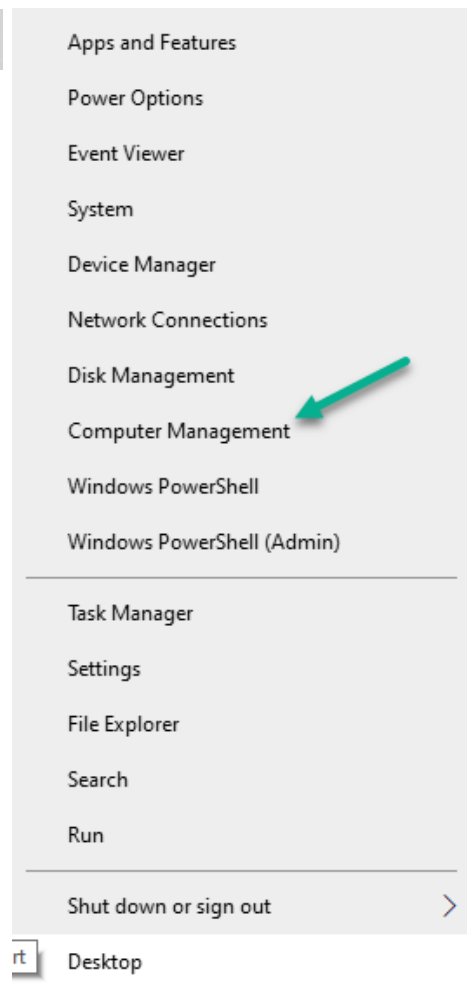 Apps and Features
Power Options
Event Viewer
System
Device Manager
Network Connections
Disk Management
Computer Management
Windows PowerShell
Windows PowerShell (Admin)
Task Manager
Settings
File Explorer
Search
Run
Shut down or sign out
rt
Desktop